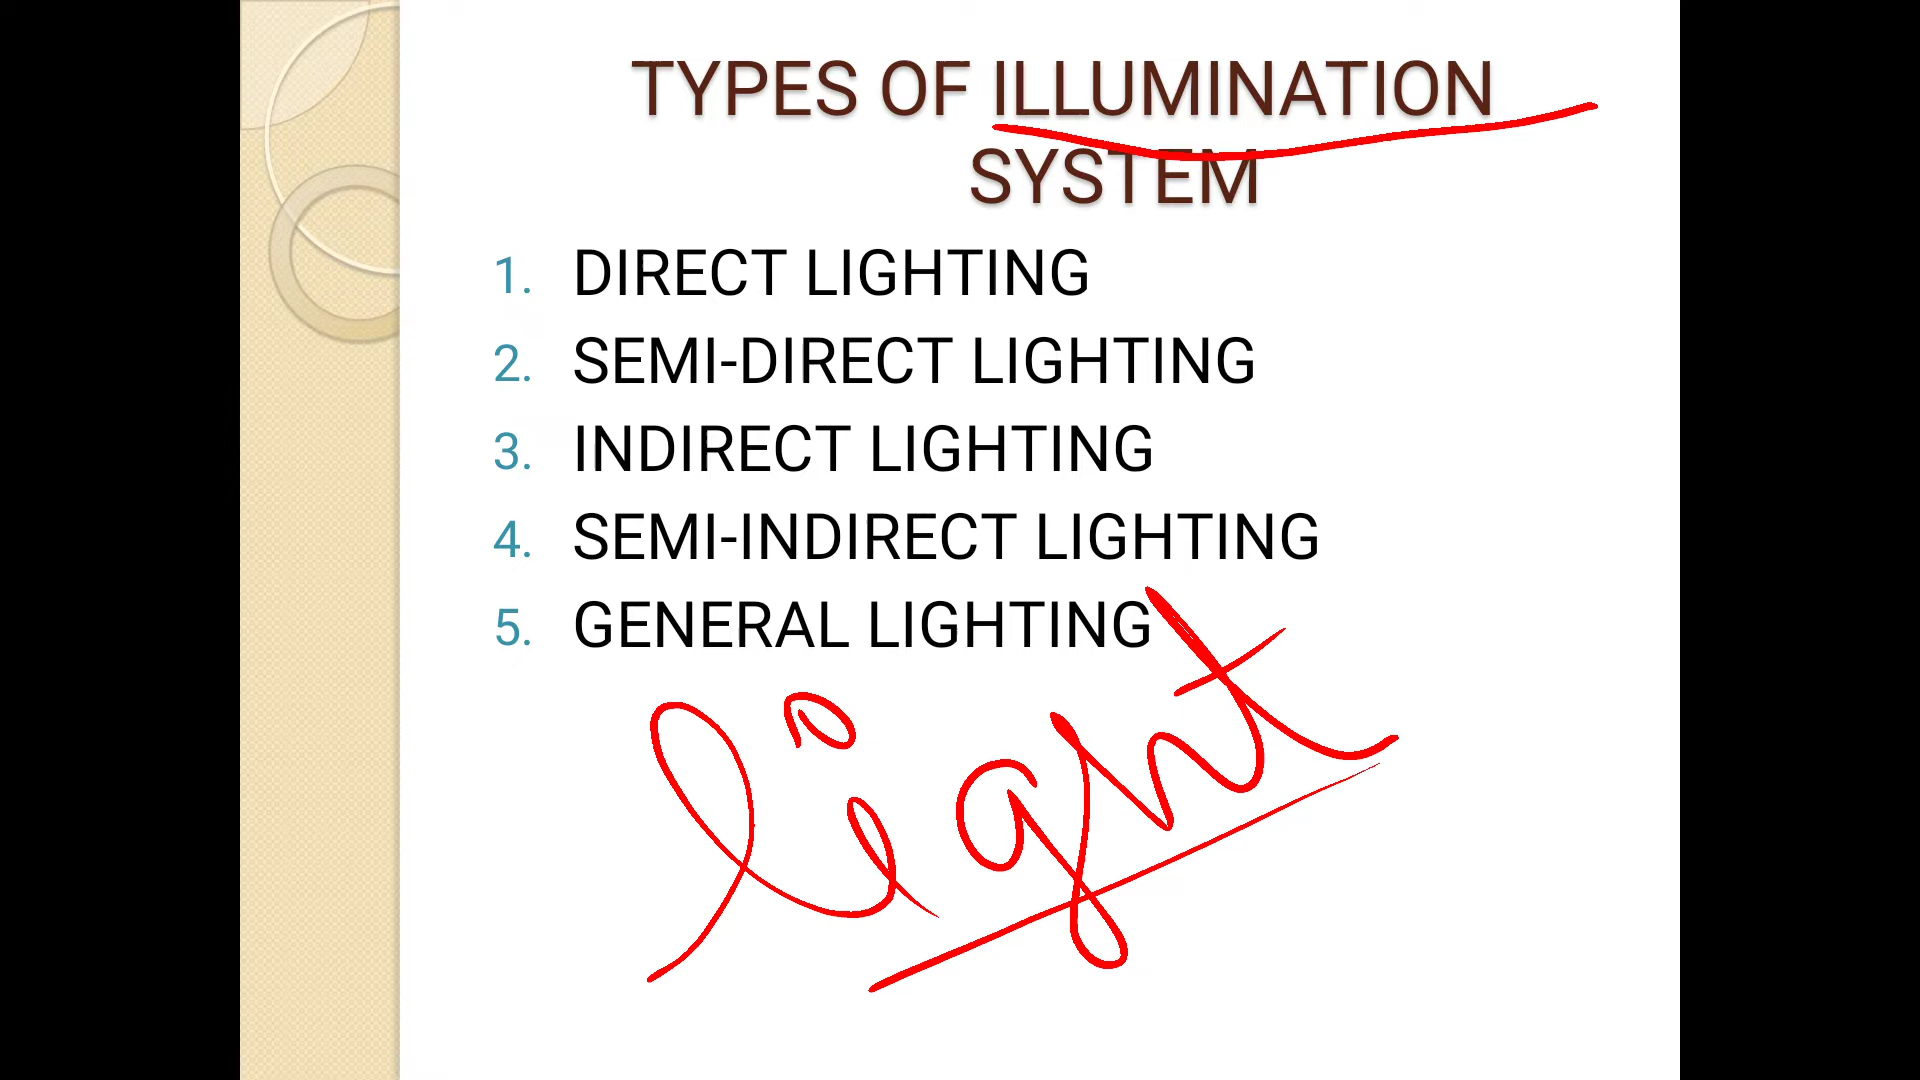 TYPES OF ILLUMINATION
SYSTEM
1. DIRECT LIGHTING
2. SEMI-DIRECT LIGHTING
3. INDIRECT LIGHTING
4. SEMI-INDIRECT LIGHTING
5. GENERAL LIGHTING
light